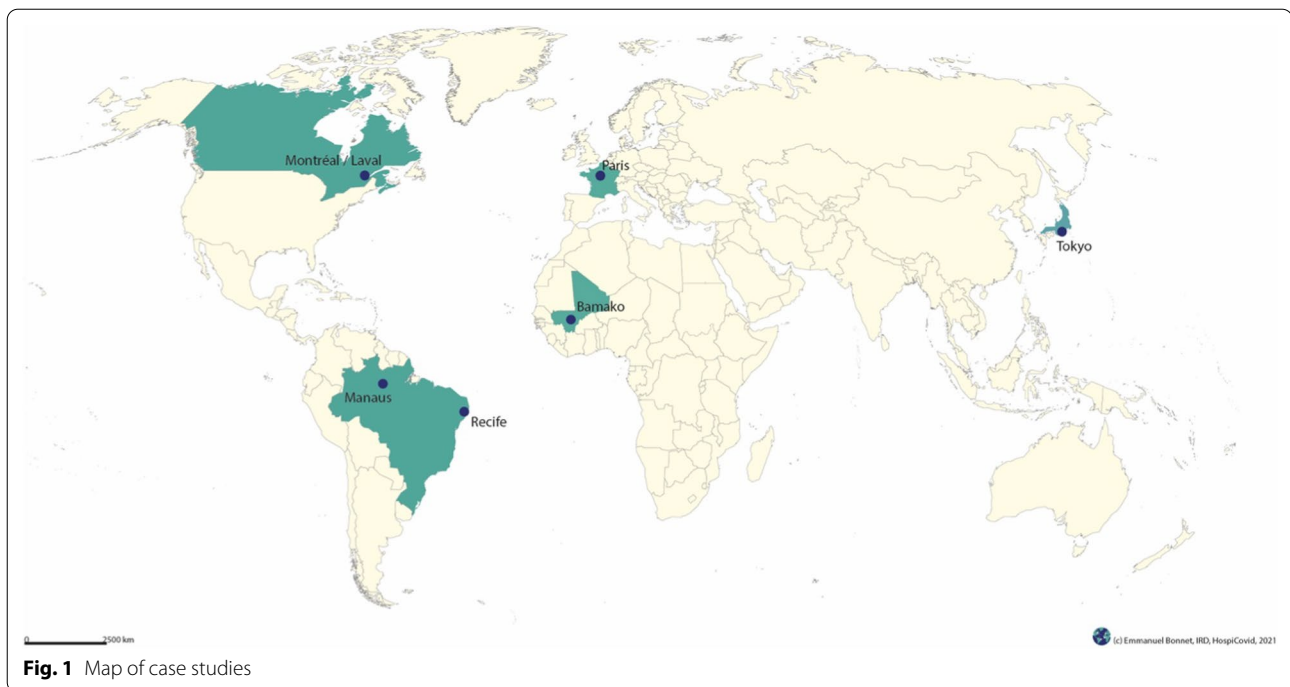 Montréal / Laval
Paris
Tokyo
Bamako
Manaus
Recife
0 2500 km
(c) Emmanuel Bonnet, IRD, HospiCovid, 2021
Fig. 1 Map of case studies